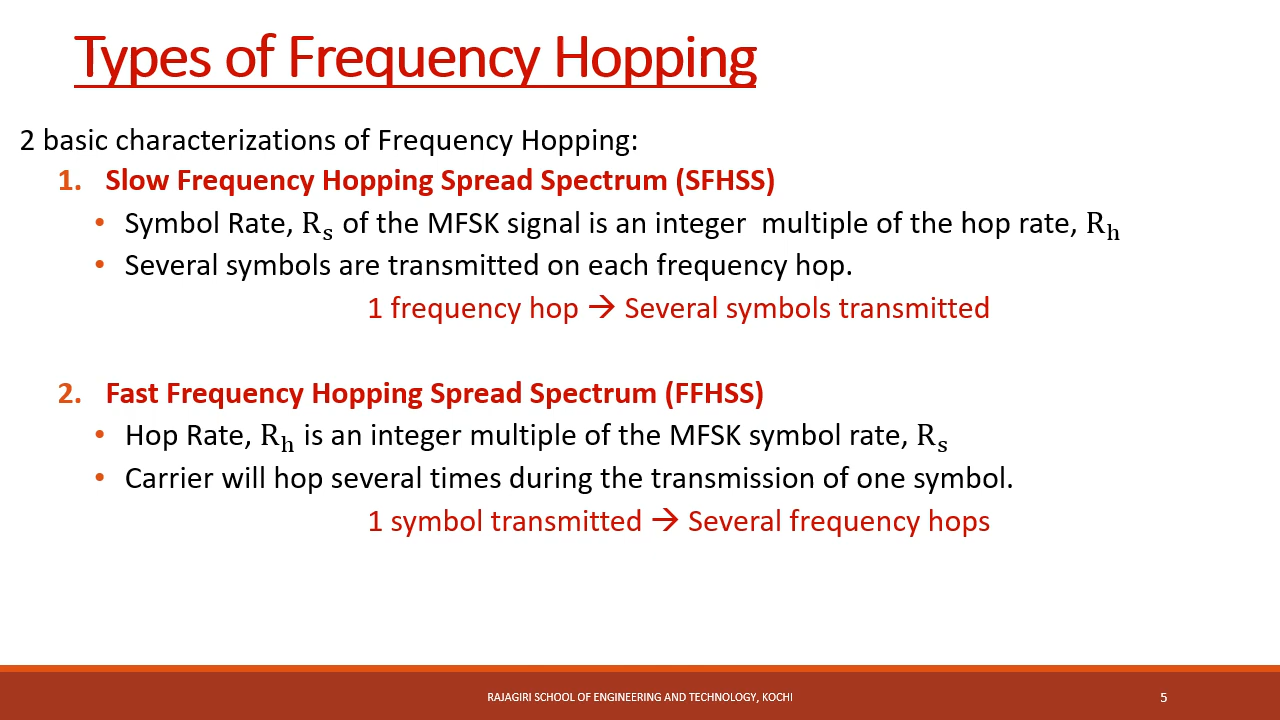 Types of Frequency Hopping
2 basic characterizations of Frequency Hopping:
1. Slow Frequency Hopping Spread Spectrum (SFHSS)
• Symbol Rate, Rₛ of the MFSK signal is an integer multiple of the hop rate, Rₕ
• Several symbols are transmitted on each frequency hop.
1 frequency hop → Several symbols transmitted
2. Fast Frequency Hopping Spread Spectrum (FFHSS)
• Hop Rate, Rₕ is an integer multiple of the MFSK symbol rate, Rₛ
• Carrier will hop several times during the transmission of one symbol.
1 symbol transmitted → Several frequency hops
RAJAGIRI SCHOOL OF ENGINEERING AND TECHNOLOGY, KOCHI
5